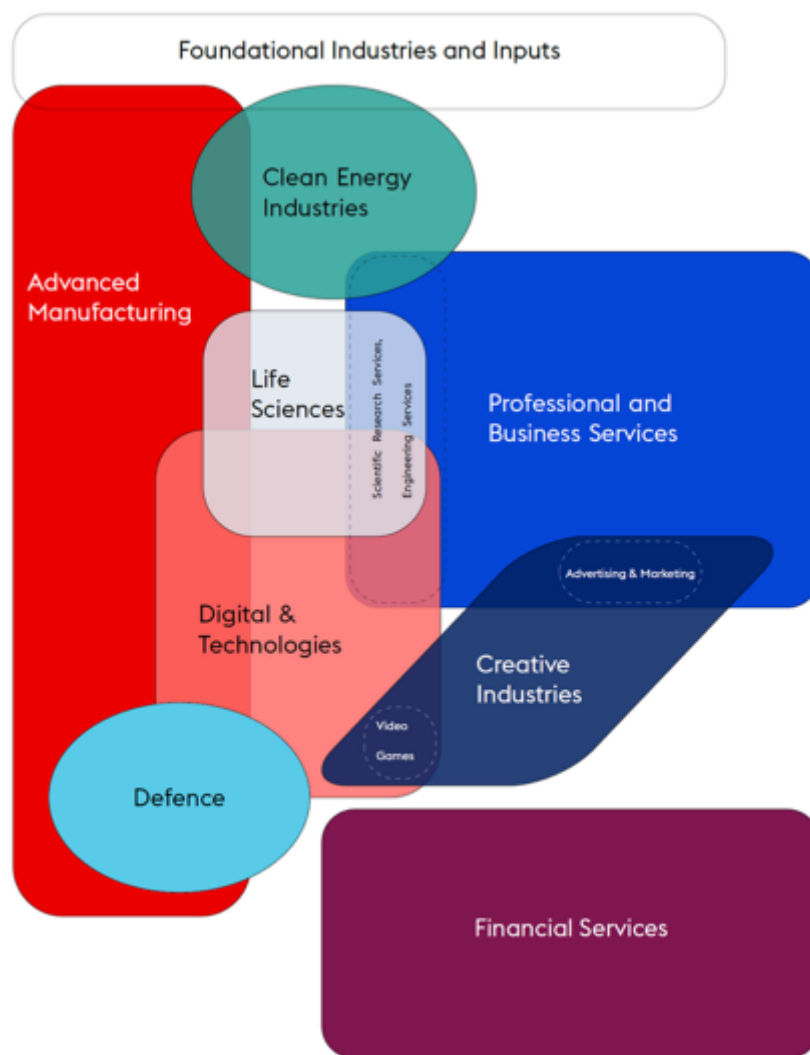 Foundational Industries and Inputs
Clean Energy
Industries
Advanced
Manufacturing
Life
Sciences
Scientific Research Services,
Engineering Services
Professional and
Business Services
Advertising & Marketing
Digital &
Technologies
Creative
Industries
Video
Games
Defence
Financial Services